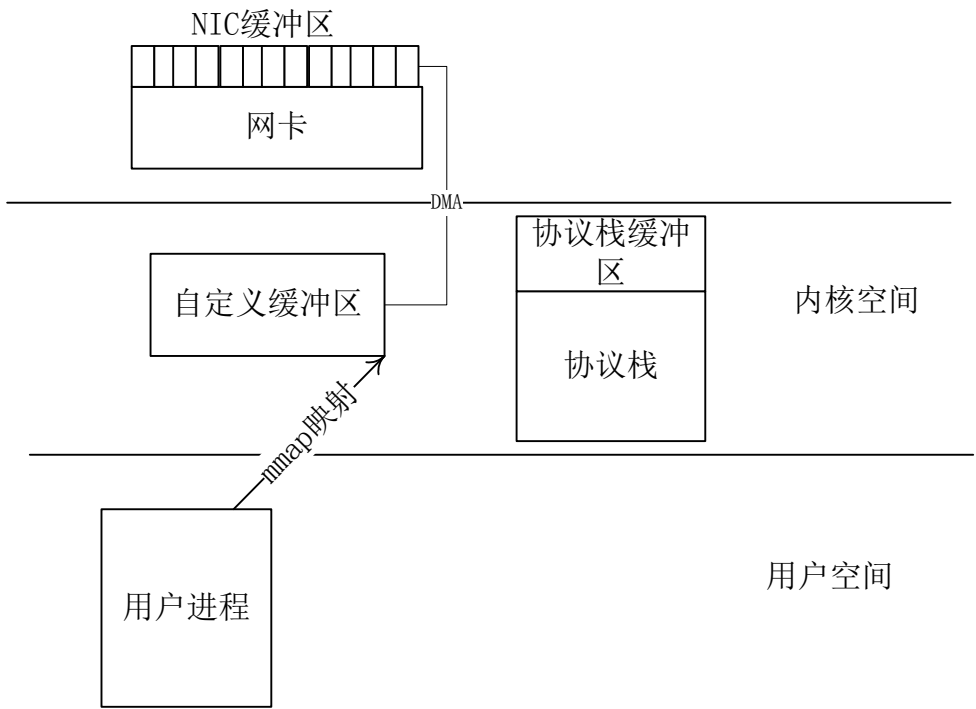 NIC缓冲区
网卡
DMA
协议栈缓冲
区
自定义缓冲区
内核空间
协议栈
mmap映射
用户空间
用户进程